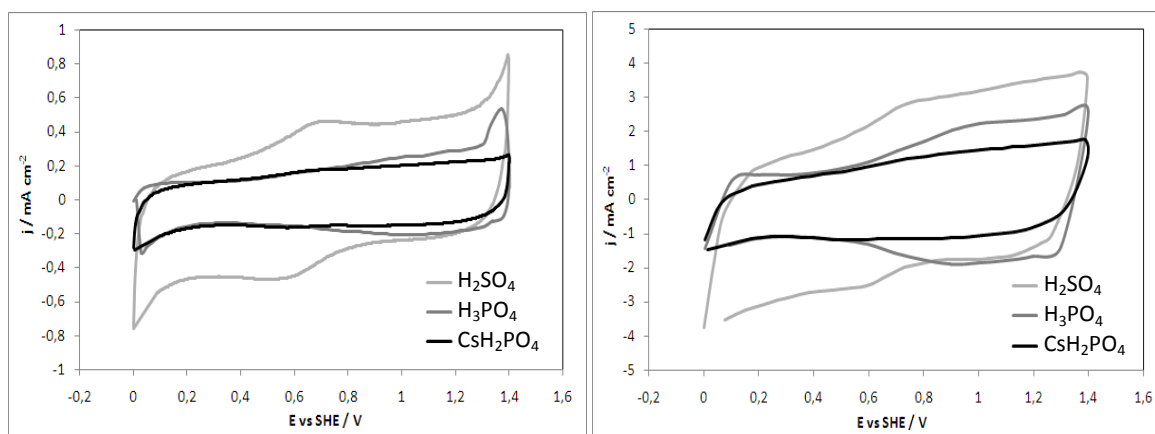 1
0,8
0,6
0,4
0,2
0
-0,2
-0,4
-0,6
-0,8
-1
j / mA cm⁻²
-0,2 0 0,2 0,4 0,6 0,8 1 1,2 1,4 1,6
E vs SHE / V
H₂SO₄
H₃PO₄
CsH₂PO₄
5
4
3
2
1
0
-1
-2
-3
-4
-5
j / mA cm⁻²
-0,2 0 0,2 0,4 0,6 0,8 1 1,2 1,4 1,6
E vs SHE / V
H₂SO₄
H₃PO₄
CsH₂PO₄